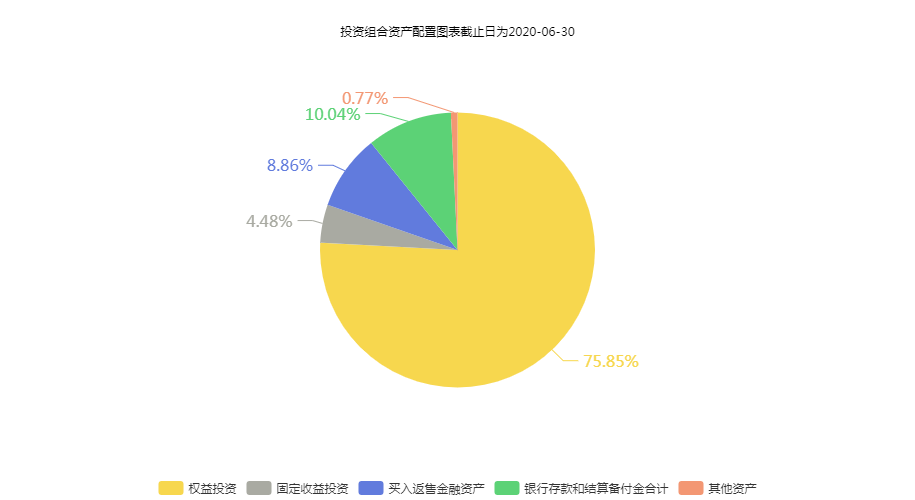 投资组合资产配置图表截止日为2020-06-30
0.77%
10.04%
8.86%
4.48%
75.85%
权益投资 固定收益投资 买入返售金融资产 银行存款和结算备付金合计 其他资产